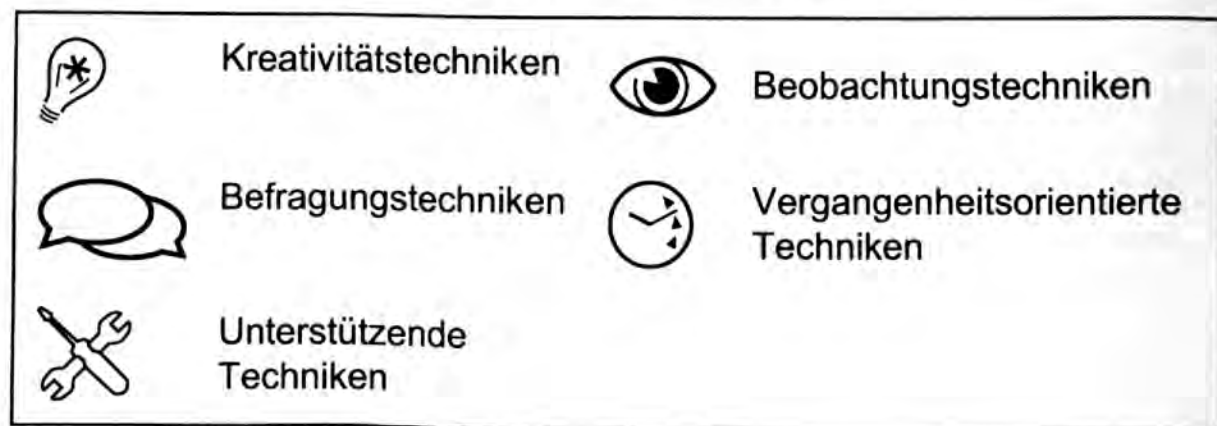 Kreativitätstechniken
Beobachtungstechniken
Befragungstechniken
Vergangenheitsorientierte
Techniken
Unterstützende
Techniken